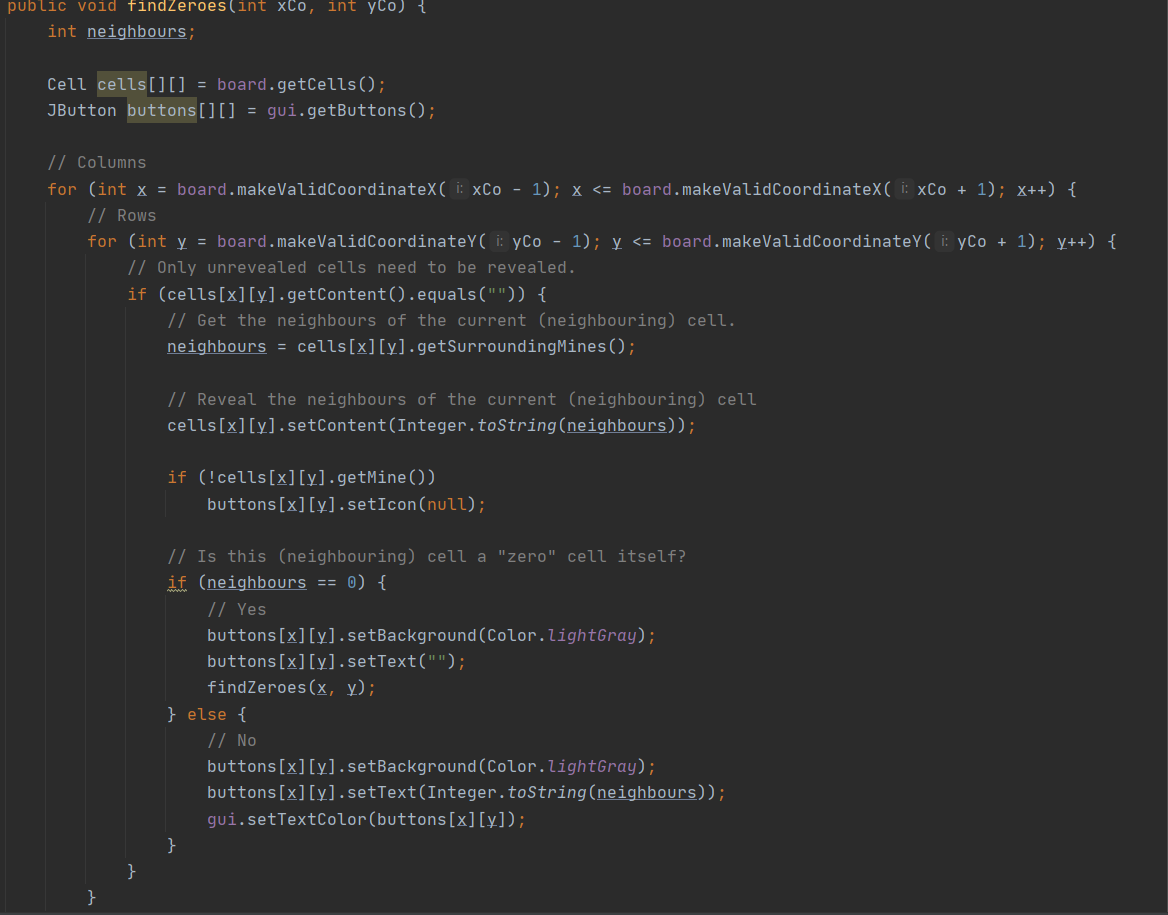 public void findZeroes(int xCo, int yCo) {
    int neighbours;

    Cell cells[][] = board.getCells();
    JButton buttons[][] = gui.getButtons();

    // Columns
    for (int x = board.makeValidCoordinateX( i: xCo - 1); x <= board.makeValidCoordinateX( i: xCo + 1); x++) {
        // Rows
        for (int y = board.makeValidCoordinateY( i: yCo - 1); y <= board.makeValidCoordinateY( i: yCo + 1); y++) {
            // Only unrevealed cells need to be revealed.
            if (cells[x][y].getContent().equals("")) {
                // Get the neighbours of the current (neighbouring) cell.
                neighbours = cells[x][y].getSurroundingMines();

                // Reveal the neighbours of the current (neighbouring) cell
                cells[x][y].setContent(Integer.toString(neighbours));

                if (!cells[x][y].getMine())
                    buttons[x][y].setIcon(null);

                // Is this (neighbouring) cell a "zero" cell itself?
                if (neighbours == 0) {
                    // Yes
                    buttons[x][y].setBackground(Color.lightGray);
                    buttons[x][y].setText("");
                    findZeroes(x, y);
                } else {
                    // No
                    buttons[x][y].setBackground(Color.lightGray);
                    buttons[x][y].setText(Integer.toString(neighbours));
                    gui.setTextColor(buttons[x][y]);
                }
            }
        }